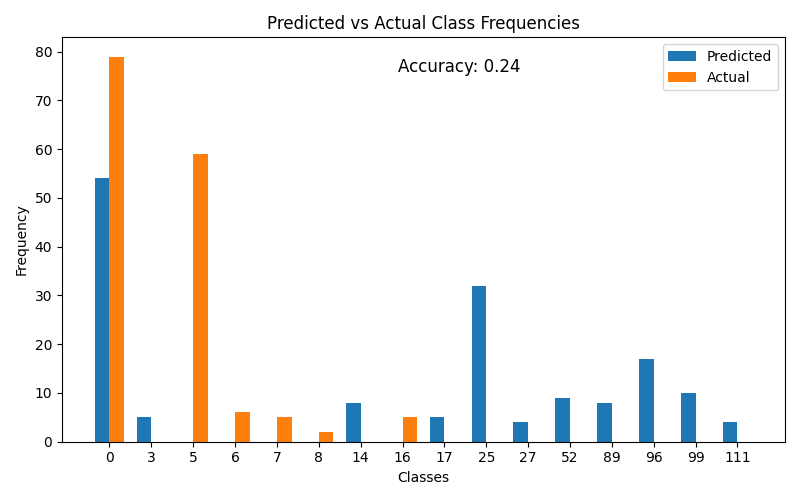 Predicted vs Actual Class Frequencies
Accuracy: 0.24
Predicted
Actual
Frequency
80
70
60
50
40
30
20
10
0
0 3 5 6 7 8 14 16 17 25 27 52 89 96 99 111
Classes